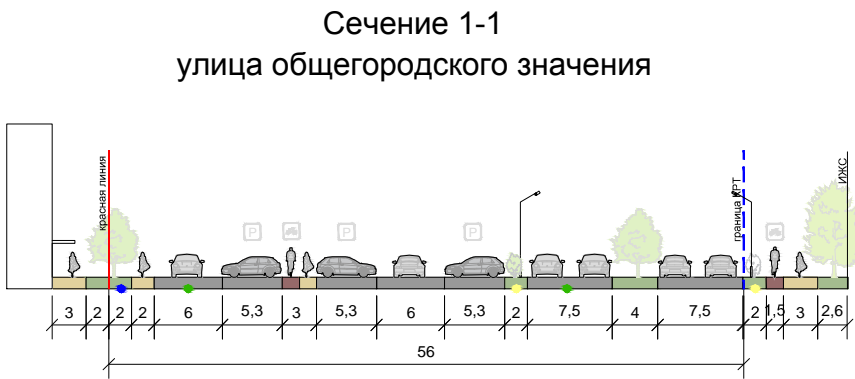 Сечение 1-1
улица общегородского значения
красная линия
граница КРТ
ИЖС
P
P
P
3 2 2 2 6 5,3 3 5,3 6 5,3 2 7,5 4 7,5 2 1,5 3 2,6
56